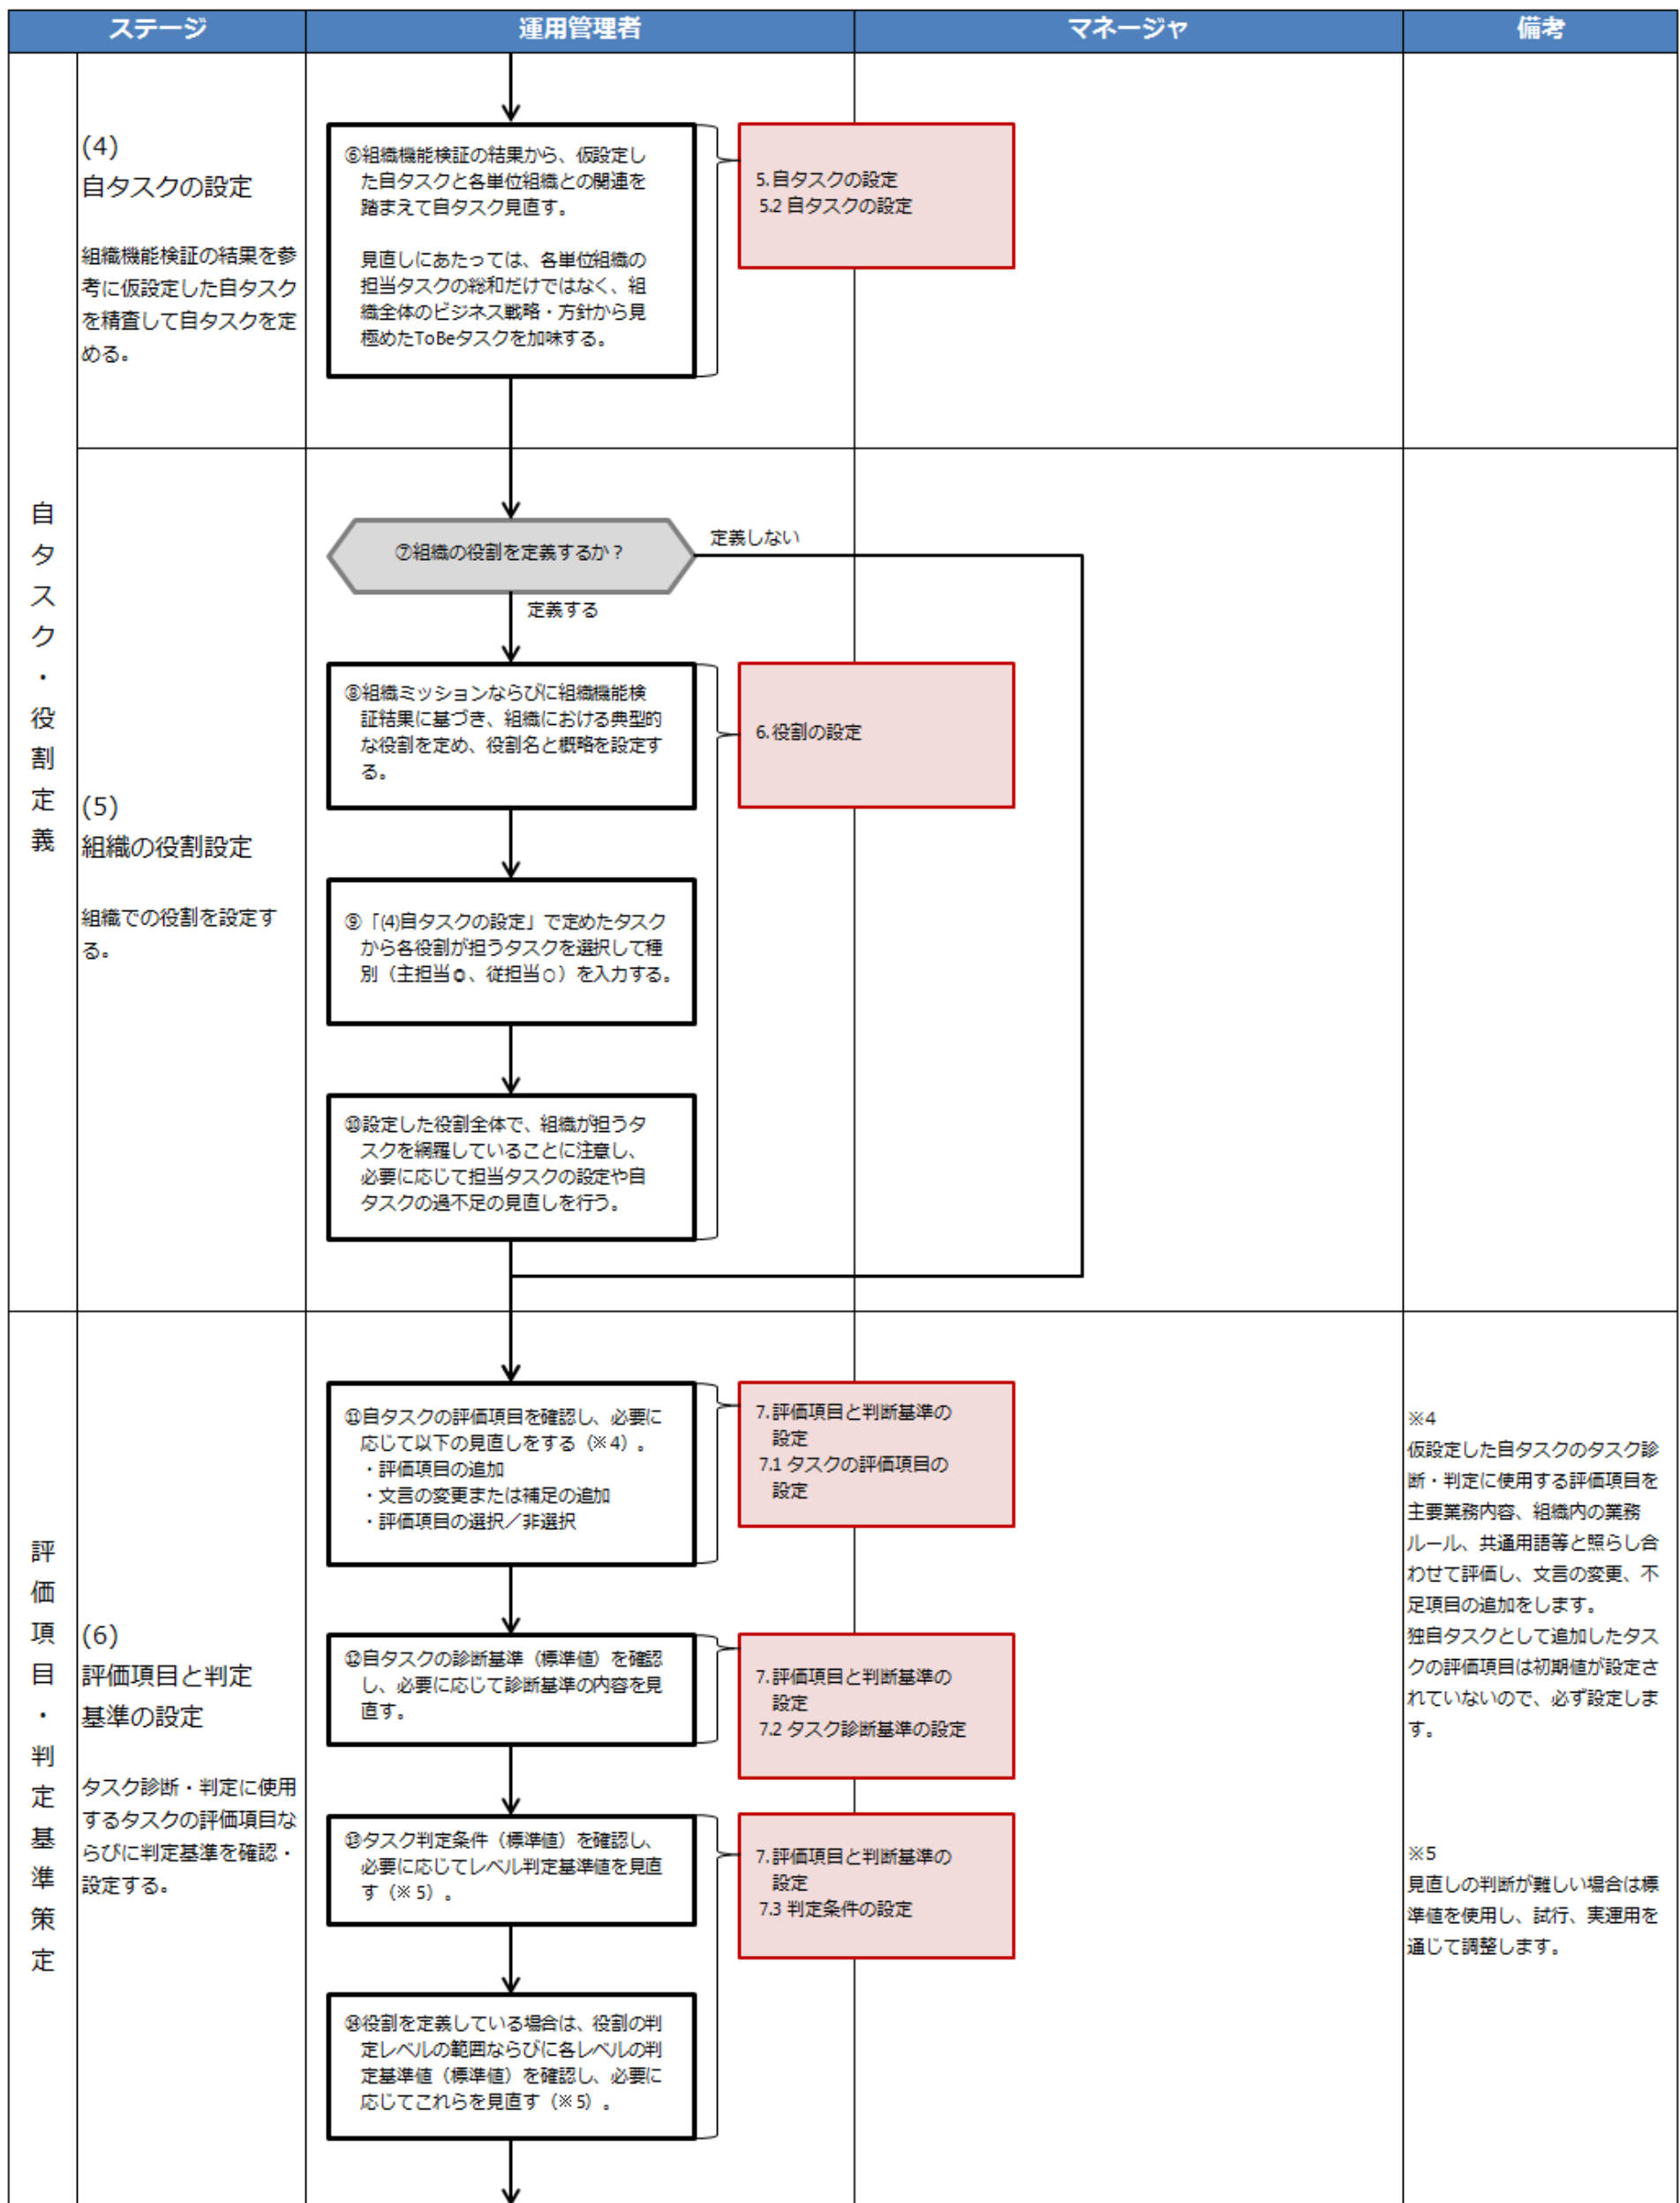 ステージ
運用管理者
マネージャ
備考
自タスク・役割定義
(4)
自タスクの設定
組織機能検証の結果を参
考に仮設定した自タスク
を精査して自タスクを定
める。
⑥組織機能検証の結果から、仮設定し
た自タスクと各単位組織との関連を
踏まえて自タスク見直す。
見直しにあたっては、各単位組織の
担当タスクの総和だけではなく、組
織全体のビジネス戦略・方針から見
極めたToBeタスクを加味する。
5.自タスクの設定
5.2 自タスクの設定
(5)
組織の役割設定
組織での役割を設定す
る。
⑦組織の役割を定義するか？
定義しない
定義する
⑧組織ミッションならびに組織機能検
証結果に基づき、組織における典型的
な役割を定め、役割名と概略を設定す
る。
6.役割の設定
⑨「(4)自タスクの設定」で定めたタスク
から各役割が担うタスクを選択して種
別（主担当◎、従担当○）を入力する。
⑩設定した役割全体で、組織が担うタ
スクを網羅していることに注意し、
必要に応じて担当タスクの設定や自
タスクの過不足の見直しを行う。
評価項目・判定基準策定
(6)
評価項目と判定
基準の設定
タスク診断・判定に使用
するタスクの評価項目な
らびに判定基準を確認・
設定する。
⑪自タスクの評価項目を確認し、必要に
応じて以下の見直しをする（※4）。
・評価項目の追加
・文言の変更または補足の追加
・評価項目の選択／非選択
7.評価項目と判断基準の
設定
7.1 タスクの評価項目の
設定
⑫自タスクの診断基準（標準値）を確認
し、必要に応じて診断基準の内容を見
直す。
7.評価項目と判断基準の
設定
7.2 タスク診断基準の設定
⑬タスク判定条件（標準値）を確認し、
必要に応じてレベル判定基準値を見直
す（※5）。
7.評価項目と判断基準の
設定
7.3 判定条件の設定
⑭役割を定義している場合は、役割の判
定レベルの範囲ならびに各レベルの判
定基準値（標準値）を確認し、必要に
応じてこれらを見直す（※5）。
※4
仮設定した自タスクのタスク診
断・判定に使用する評価項目を
主要業務内容、組織内の業務
ルール、共通用語等と照らし合
わせて評価し、文言の変更、不
足項目の追加をします。
独自タスクとして追加したタス
クの評価項目は初期値が設定さ
れていないので、必ず設定しま
す。
※5
見直しの判断が難しい場合は標
準値を使用し、試行、実運用を
通じて調整します。